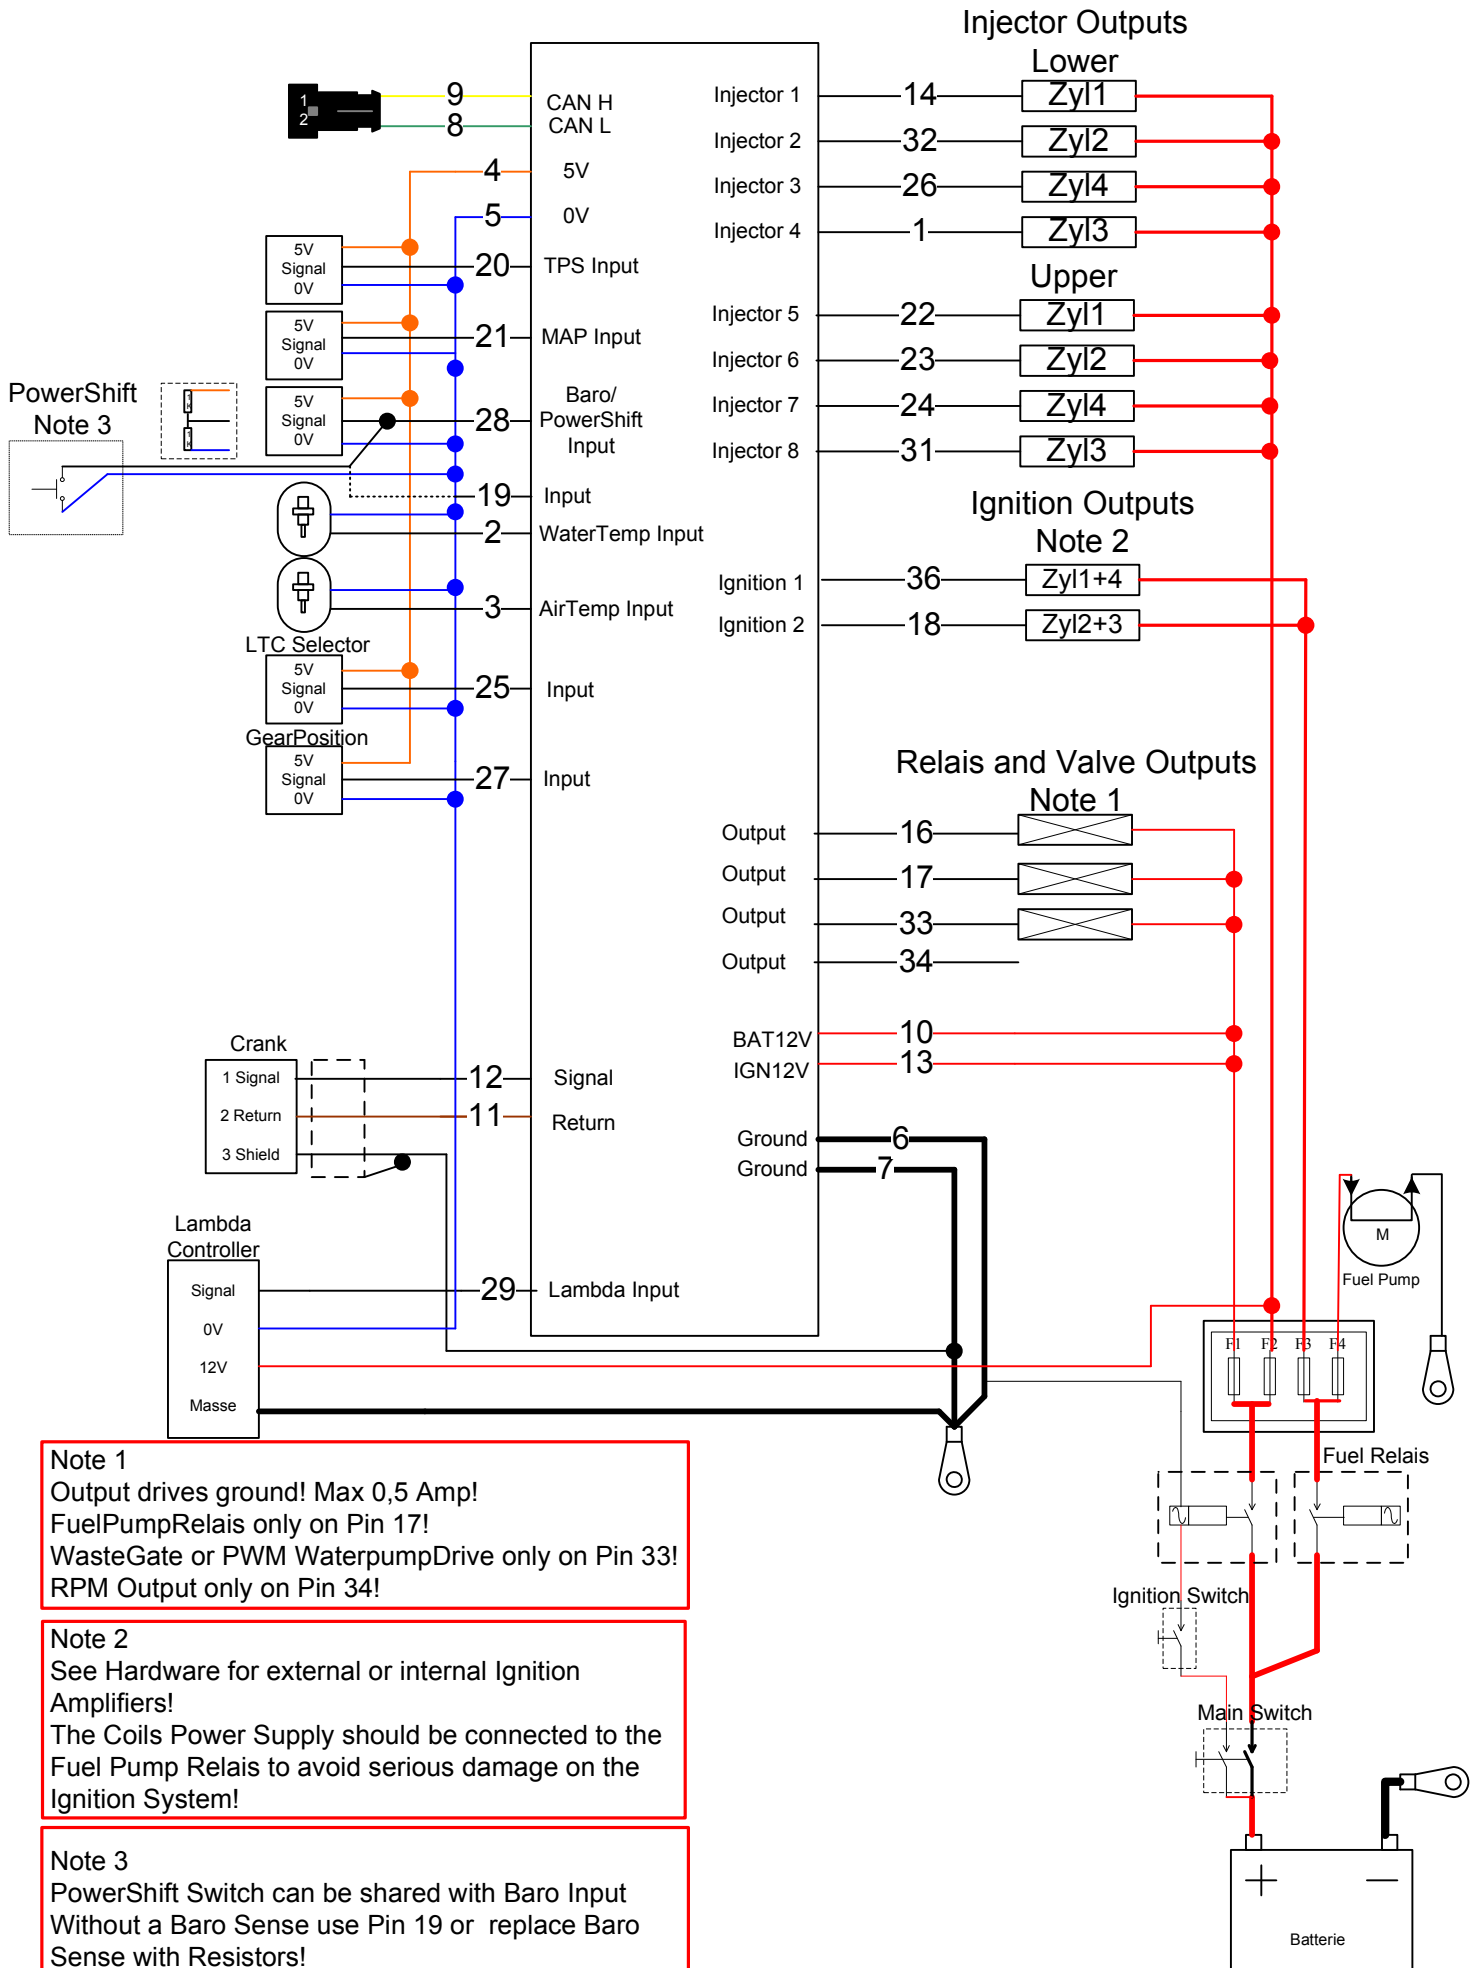 Injector Outputs
Lower
1
2
9
8
CAN H
CAN L
4
5V
5
0V
5V
Signal
0V
20
TPS Input
5V
Signal
0V
21
MAP Input
PowerShift
Note 3
5V
Signal
0V
28
Baro/
PowerShift
Input
19
Input
2
WaterTemp Input
3
AirTemp Input
LTC Selector
5V
Signal
0V
25
Input
GearPosition
5V
Signal
0V
27
Input
Crank
1 Signal
2 Return
3 Shield
12
Signal
11
Return
Lambda
Controller
Signal
0V
12V
Masse
29
Lambda Input
Injector 1
14
Zyl1
Injector 2
32
Zyl2
Injector 3
26
Zyl4
Injector 4
1
Zyl3
Upper
Injector 5
22
Zyl1
Injector 6
23
Zyl2
Injector 7
24
Zyl4
Injector 8
31
Zyl3
Ignition Outputs
Note 2
Ignition 1
36
Zyl1+4
Ignition 2
18
Zyl2+3
Relais and Valve Outputs
Note 1
Output
16
Output
17
Output
33
Output
34
BAT12V
10
IGN12V
13
Ground
6
Ground
7
M
Fuel Pump
F1 F2 F3 F4
Fuel Relais
Ignition Switch
Main Switch
Batterie
Note 1
Output drives ground! Max 0,5 Amp!
FuelPumpRelais only on Pin 17!
WasteGate or PWM WaterpumpDrive only on Pin 33!
RPM Output only on Pin 34!
Note 2
See Hardware for external or internal Ignition
Amplifiers!
The Coils Power Supply should be connected to the
Fuel Pump Relais to avoid serious damage on the
Ignition System!
Note 3
PowerShift Switch can be shared with Baro Input
Without a Baro Sense use Pin 19 or replace Baro
Sense with Resistors!